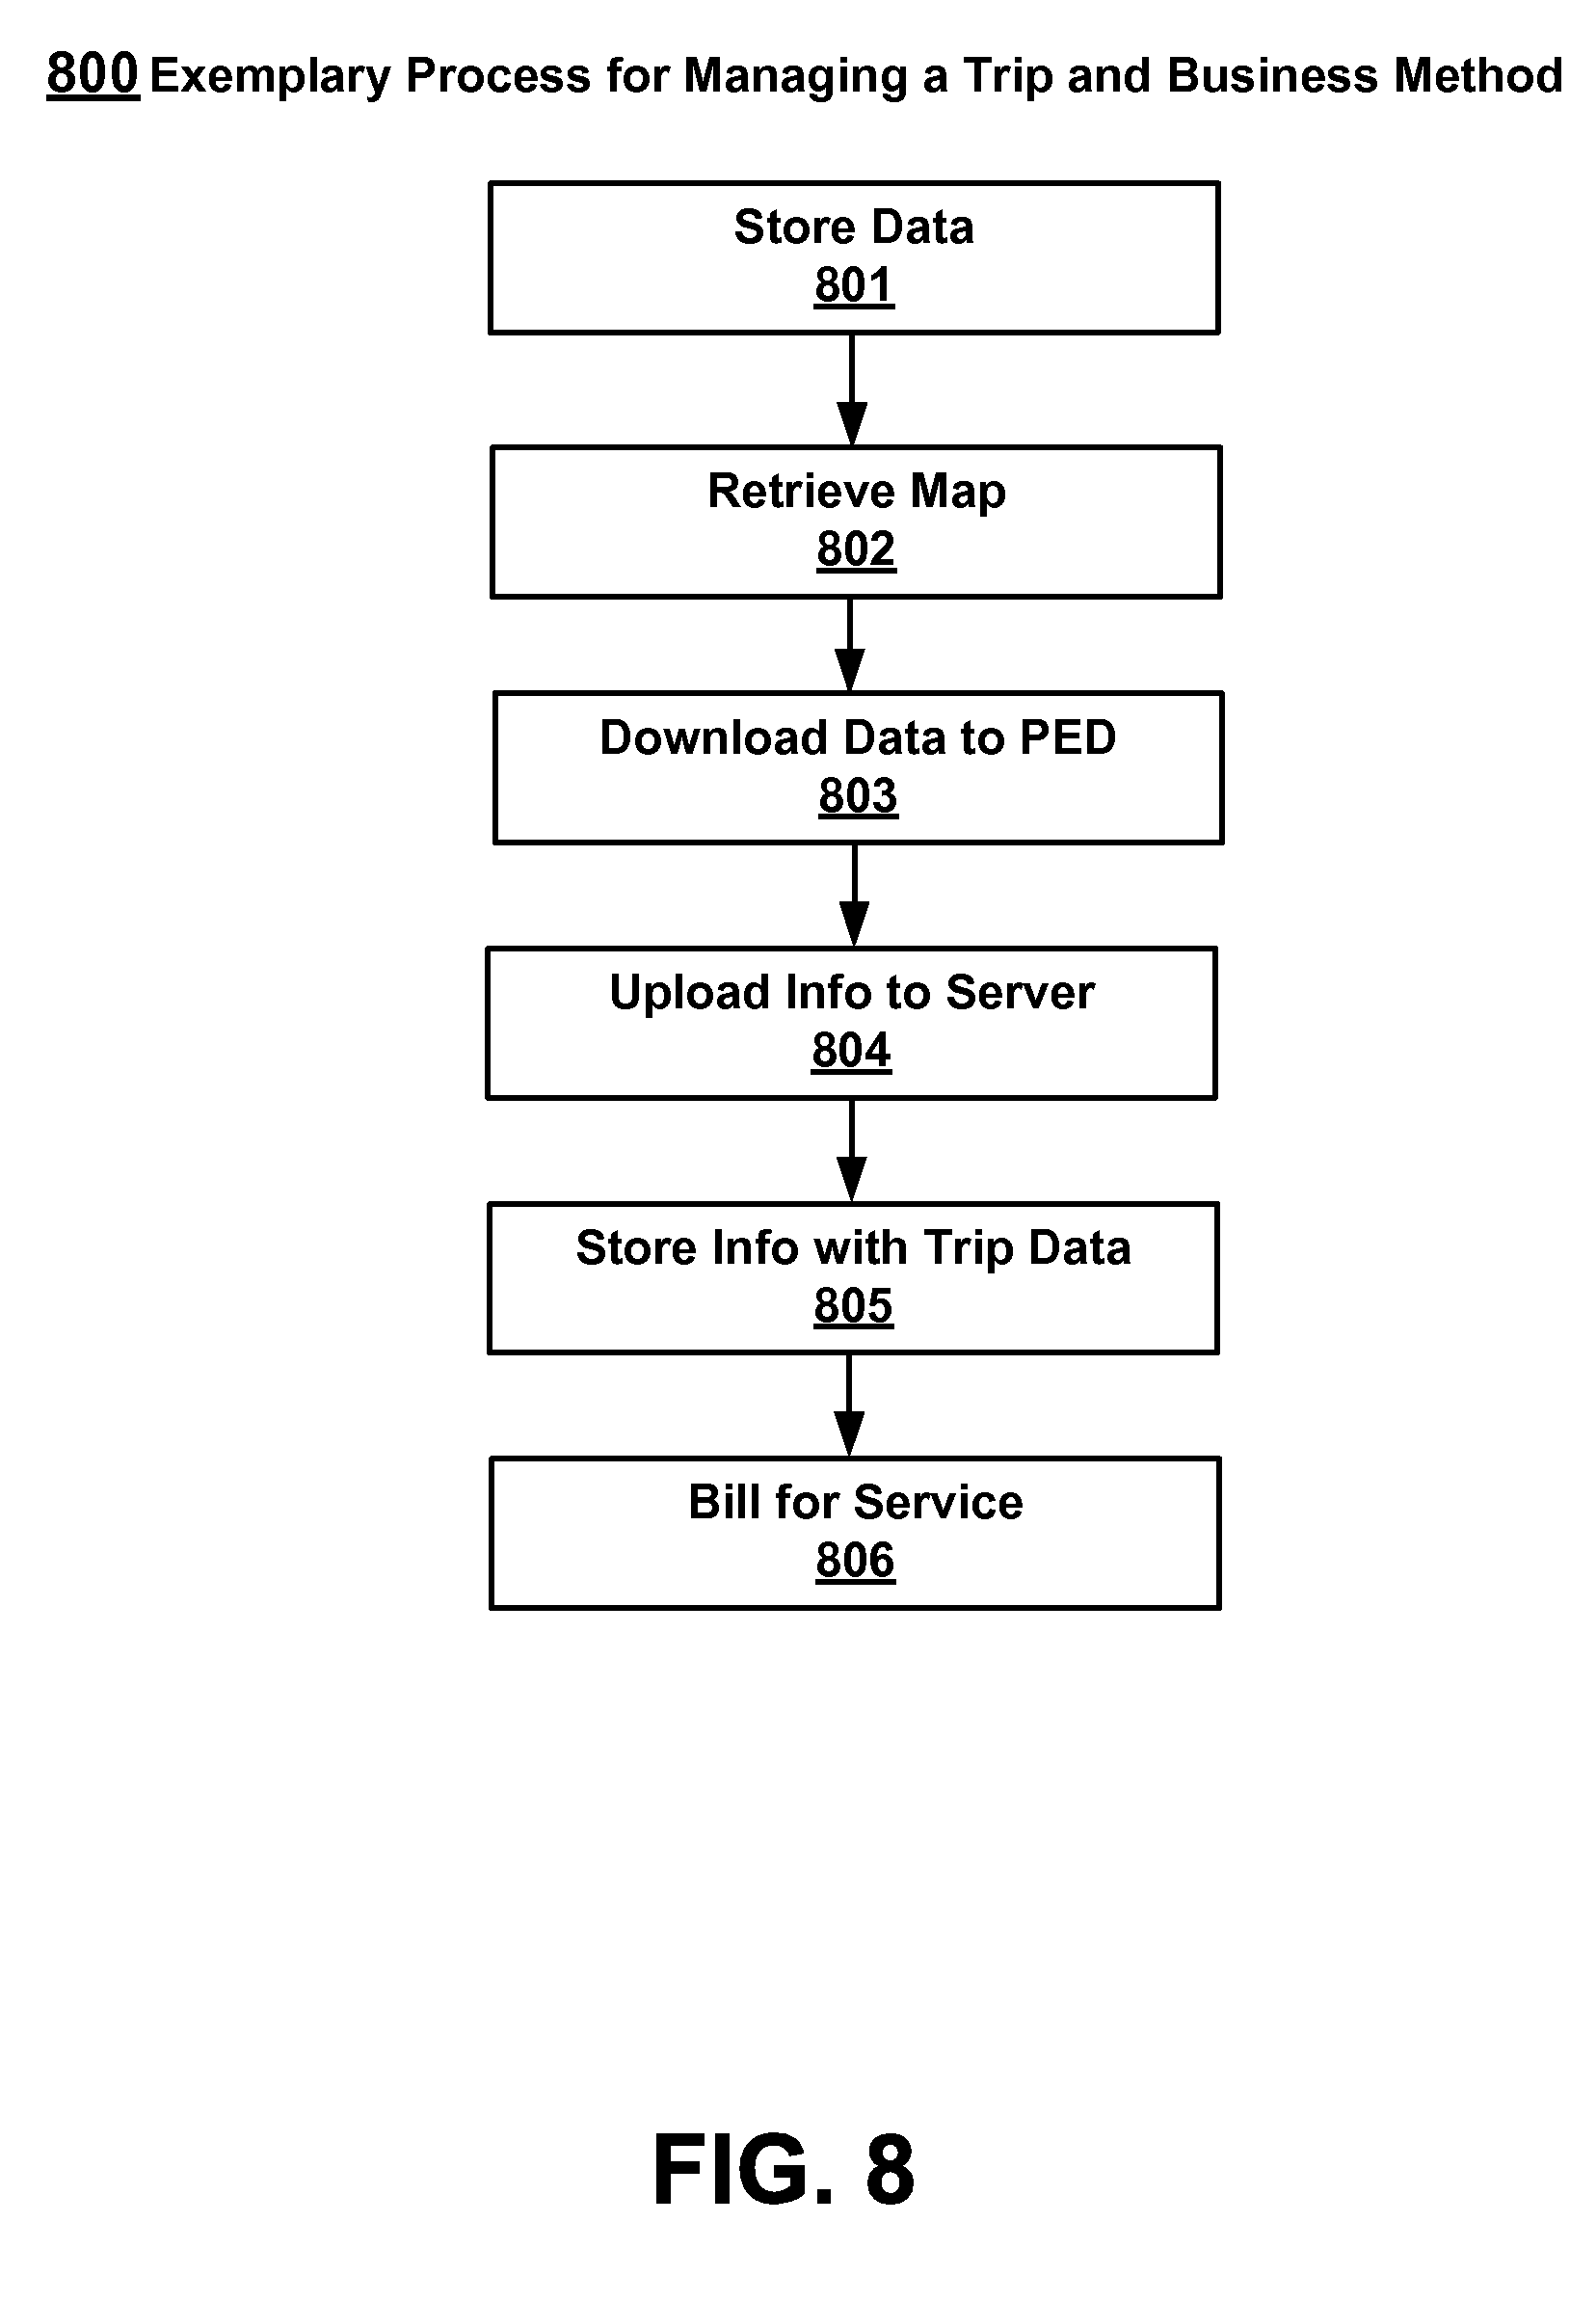 800 Exemplary Process for Managing a Trip and Business Method
Store Data
801
Retrieve Map
802
Download Data to PED
803
Upload Info to Server
804
Store Info with Trip Data
805
Bill for Service
806
FIG. 8